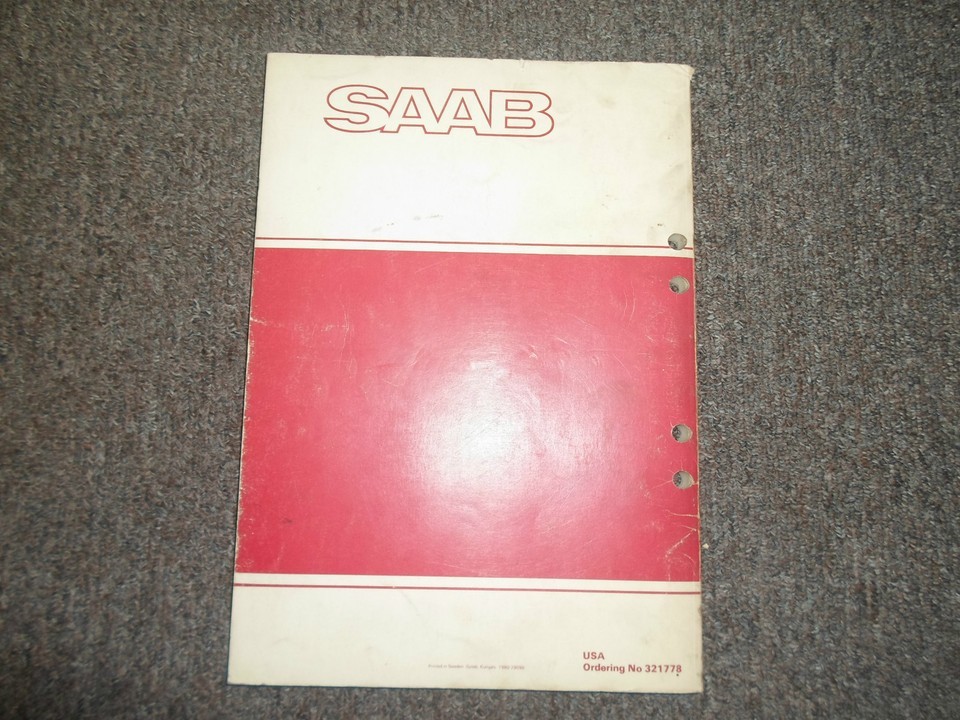 SAAB
USA
Ordering No 321778